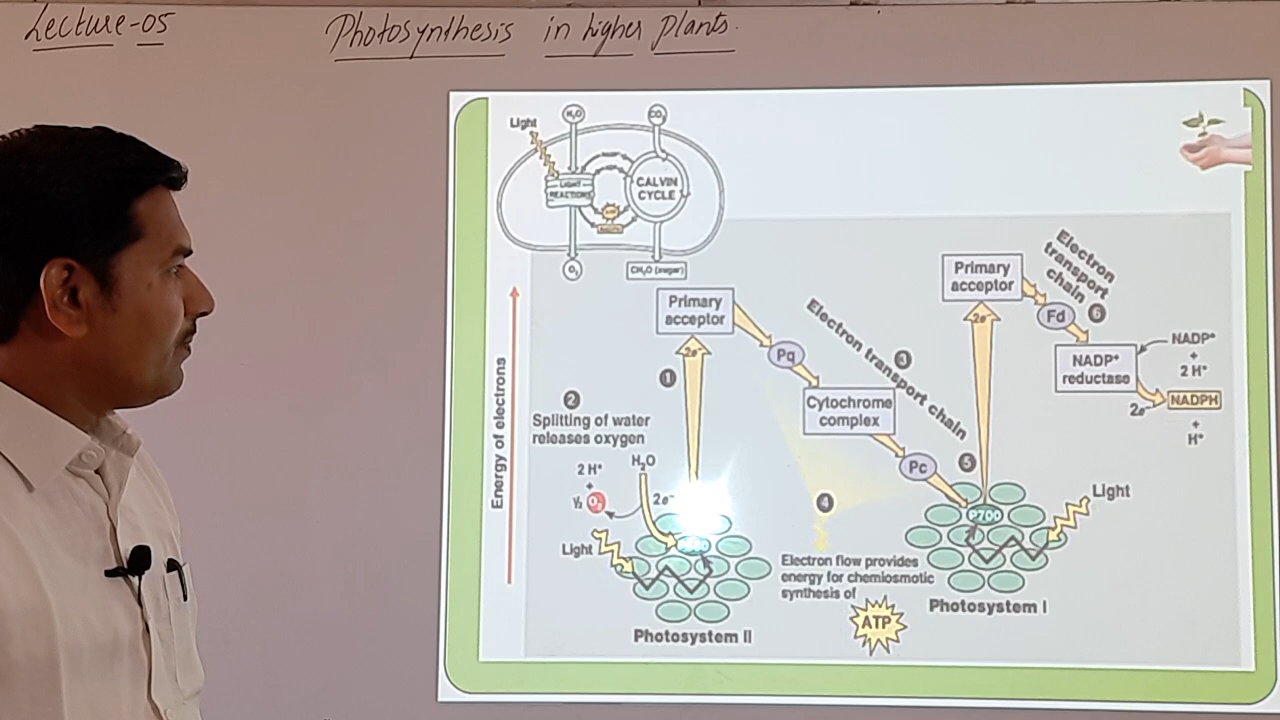 Lecture-05
Photosynthesis in higher plants.
Light
H₂O
CO₂
LIGHT
REACTIONS
CALVIN
CYCLE
O₂
CH₂O (sugar)
Energy of electrons
Primary
acceptor
2e⁻
1
2
Splitting of water
releases oxygen
H₂O
2 H⁺
+
½ O₂
2e⁻
Light
Photosystem II
Pq
Cytochrome
complex
Pc
Electron transport chain
3
4
Electron flow provides
energy for chemiosmotic
synthesis of
ATP
5
Primary
acceptor
2e⁻
P700
Light
Photosystem I
Electron
transport
chain
6
Fd
NADP⁺
reductase
NADP⁺
+
2 H⁺
2e⁻
NADPH
+
H⁺